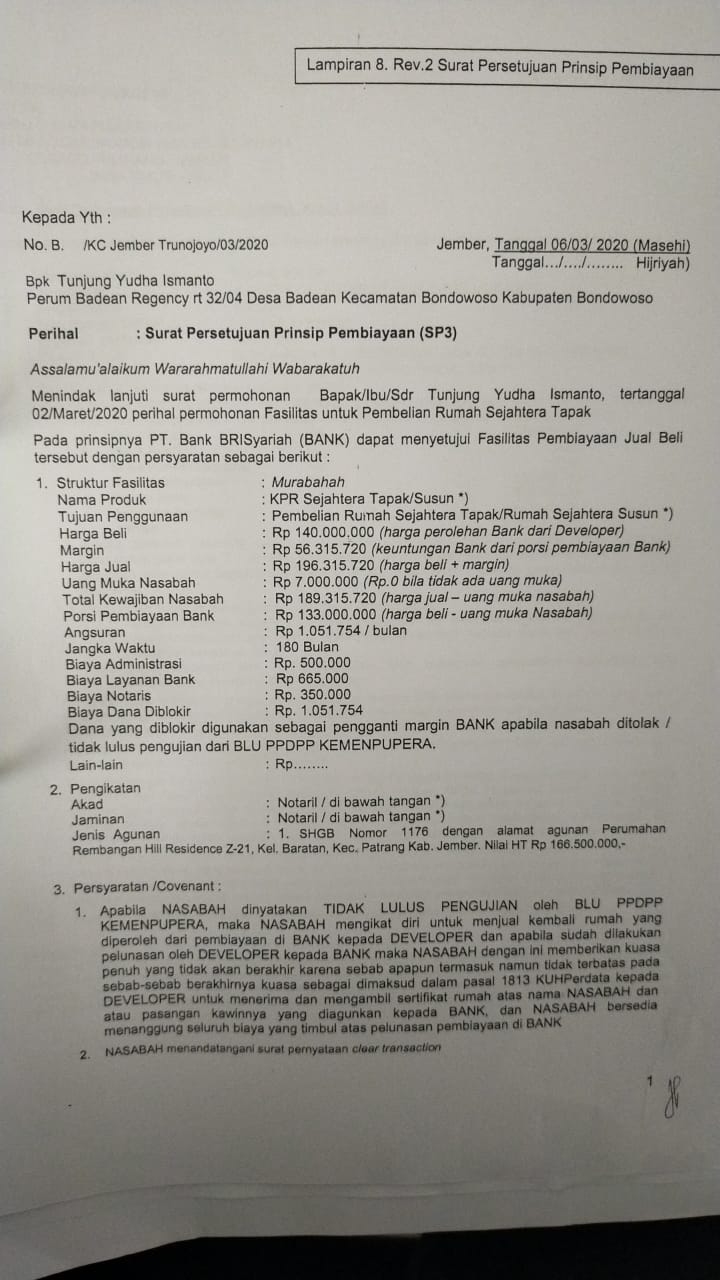 Lampiran 8. Rev.2 Surat Persetujuan Prinsip Pembiayaan
Kepada Yth :
No. B. /KC Jember Trunojoyo/03/2020
Jember, Tanggal 06/03/ 2020 (Masehi)
Tanggal.../..../........ Hijriyah)
Bpk Tunjung Yudha Ismanto
Perum Badean Regency rt 32/04 Desa Badean Kecamatan Bondowoso Kabupaten Bondowoso
Perihal : Surat Persetujuan Prinsip Pembiayaan (SP3)
Assalamu'alaikum Wararahmatullahi Wabarakatuh
Menindak lanjuti surat permohonan Bapak/Ibu/Sdr Tunjung Yudha Ismanto, tertanggal
02/Maret/2020 perihal permohonan Fasilitas untuk Pembelian Rumah Sejahtera Tapak
Pada prinsipnya PT. Bank BRISyariah (BANK) dapat menyetujui Fasilitas Pembiayaan Jual Beli
tersebut dengan persyaratan sebagai berikut :
1. Struktur Fasilitas : Murabahah
Nama Produk : KPR Sejahtera Tapak/Susun *)
Tujuan Penggunaan : Pembelian Rumah Sejahtera Tapak/Rumah Sejahtera Susun *)
Harga Beli : Rp 140.000.000 (harga perolehan Bank dari Developer)
Margin : Rp 56.315.720 (keuntungan Bank dari porsi pembiayaan Bank)
Harga Jual : Rp 196.315.720 (harga beli + margin)
Uang Muka Nasabah : Rp 7.000.000 (Rp.0 bila tidak ada uang muka)
Total Kewajiban Nasabah : Rp 189.315.720 (harga jual – uang muka nasabah)
Porsi Pembiayaan Bank : Rp 133.000.000 (harga beli - uang muka Nasabah)
Angsuran : Rp 1.051.754 / bulan
Jangka Waktu : 180 Bulan
Biaya Administrasi : Rp. 500.000
Biaya Layanan Bank : Rp 665.000
Biaya Notaris : Rp. 350.000
Biaya Dana Diblokir : Rp. 1.051.754
Dana yang diblokir digunakan sebagai pengganti margin BANK apabila nasabah ditolak /
tidak lulus pengujian dari BLU PPDPP KEMENPUPERA.
Lain-lain : Rp........
2. Pengikatan
Akad : Notaril / di bawah tangan *)
Jaminan : Notaril / di bawah tangan *)
Jenis Agunan : 1. SHGB Nomor 1176 dengan alamat agunan Perumahan
Rembangan Hill Residence Z-21, Kel. Baratan, Kec. Patrang Kab. Jember. Nilai HT Rp 166.500.000,-
3. Persyaratan /Covenant :
1. Apabila NASABAH dinyatakan TIDAK LULUS PENGUJIAN oleh BLU PPDPP
KEMENPUPERA, maka NASABAH mengikat diri untuk menjual kembali rumah yang
diperoleh dari pembiayaan di BANK kepada DEVELOPER dan apabila sudah dilakukan
pelunasan oleh DEVELOPER kepada BANK maka NASABAH dengan ini memberikan kuasa
penuh yang tidak akan berakhir karena sebab apapun termasuk namun tidak terbatas pada
sebab-sebab berakhirnya kuasa sebagai dimaksud dalam pasal 1813 KUHPerdata kepada
DEVELOPER untuk menerima dan mengambil sertifikat rumah atas nama NASABAH dan
atau pasangan kawinnya yang diagunkan kepada BANK, dan NASABAH bersedia
menanggung seluruh biaya yang timbul atas pelunasan pembiayaan di BANK
2. NASABAH menandatangani surat pernyataan clear transaction
1